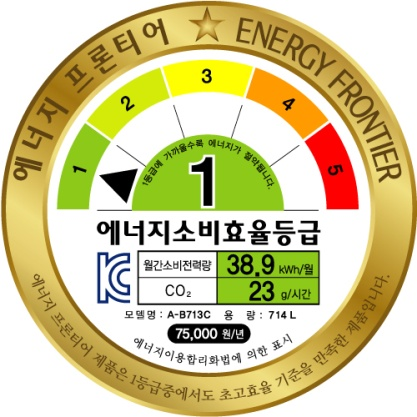 에너지 프론티어 ★ ENERGY FRONTIER
1 2 3 4 5
1등급에 가까울수록 에너지가 절약됩니다.
1
에너지소비효율등급
월간소비전력량 38.9 kWh/월
CO₂ 23 g/시간
모델명 : A-B713C 용 량 : 714 L
75,000 원/년
에너지이용합리화법에 의한 표시
에너지 프론티어 제품은 1등급중에서도 초고효율 기준을 만족한 제품입니다.